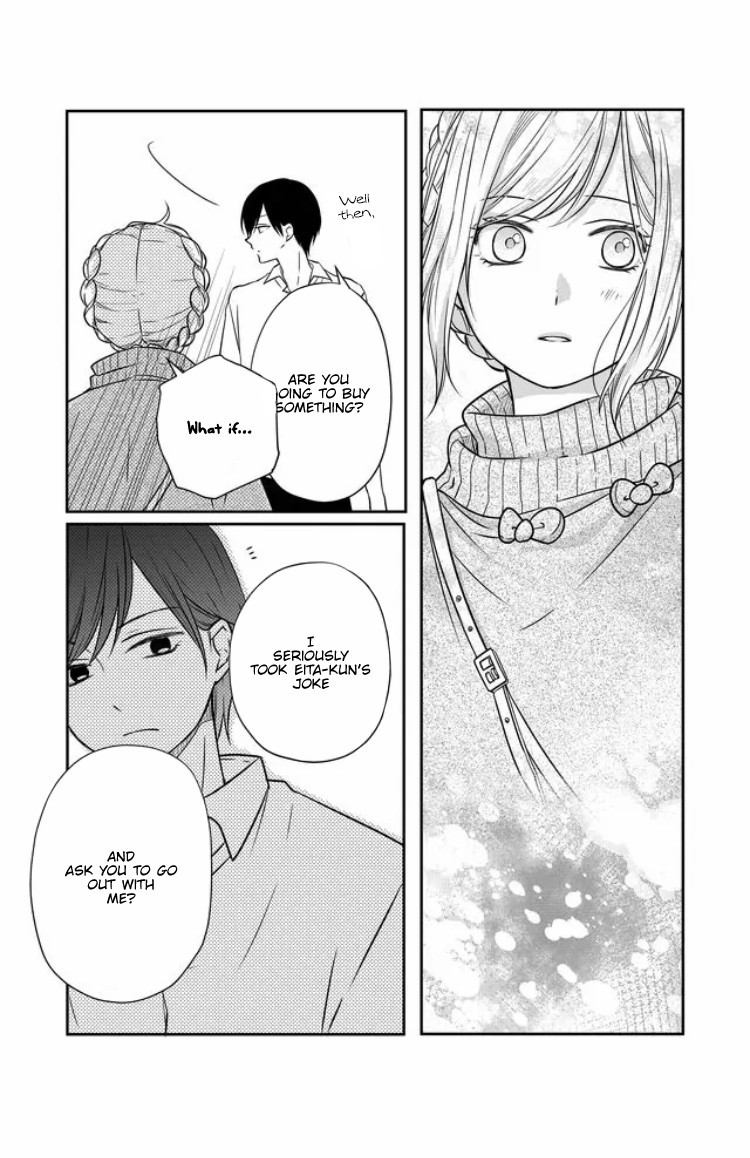 Well
then,
ARE YOU
OING TO BUY
SOMETHING?
What if...
I
SERIOUSLY
TOOK EITA-KUN'S
JOKE
AND
ASK YOU TO GO
OUT WITH
ME?